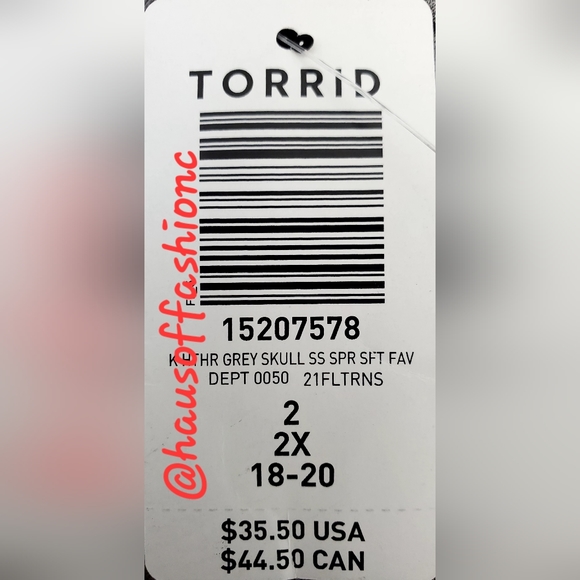 TORRID
15207578
HTHR GREY SKULL SS SPR SFT FAV
DEPT 0050 21FLTRNS
2
2X
18-20
$35.50 USA
$44.50 CAN
@hausoffashionc